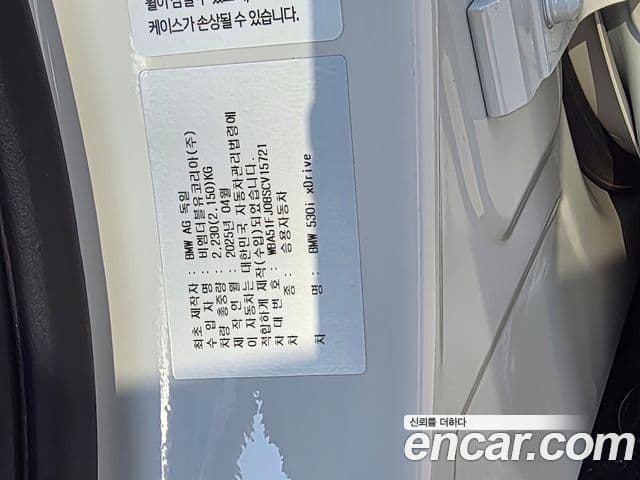 케이스가 손상될 수 있습니다.
최초 제작자 : BMW AG 독일
수 입 자 명 : 비엠더블유코리아(주)
차량 총중량 : 2,230(2,150)KG
제 작 연 월 : 2025년 04월
이 자동차는 대한민국 자동차관리법령에
적합하게 제작(수입)되었습니다.
차 대 번 호 : WBA51FJ08SCV15721
차 종 : 승용자동차
차 명 : BMW 530i xDrive
신뢰를 더하다
encar.com